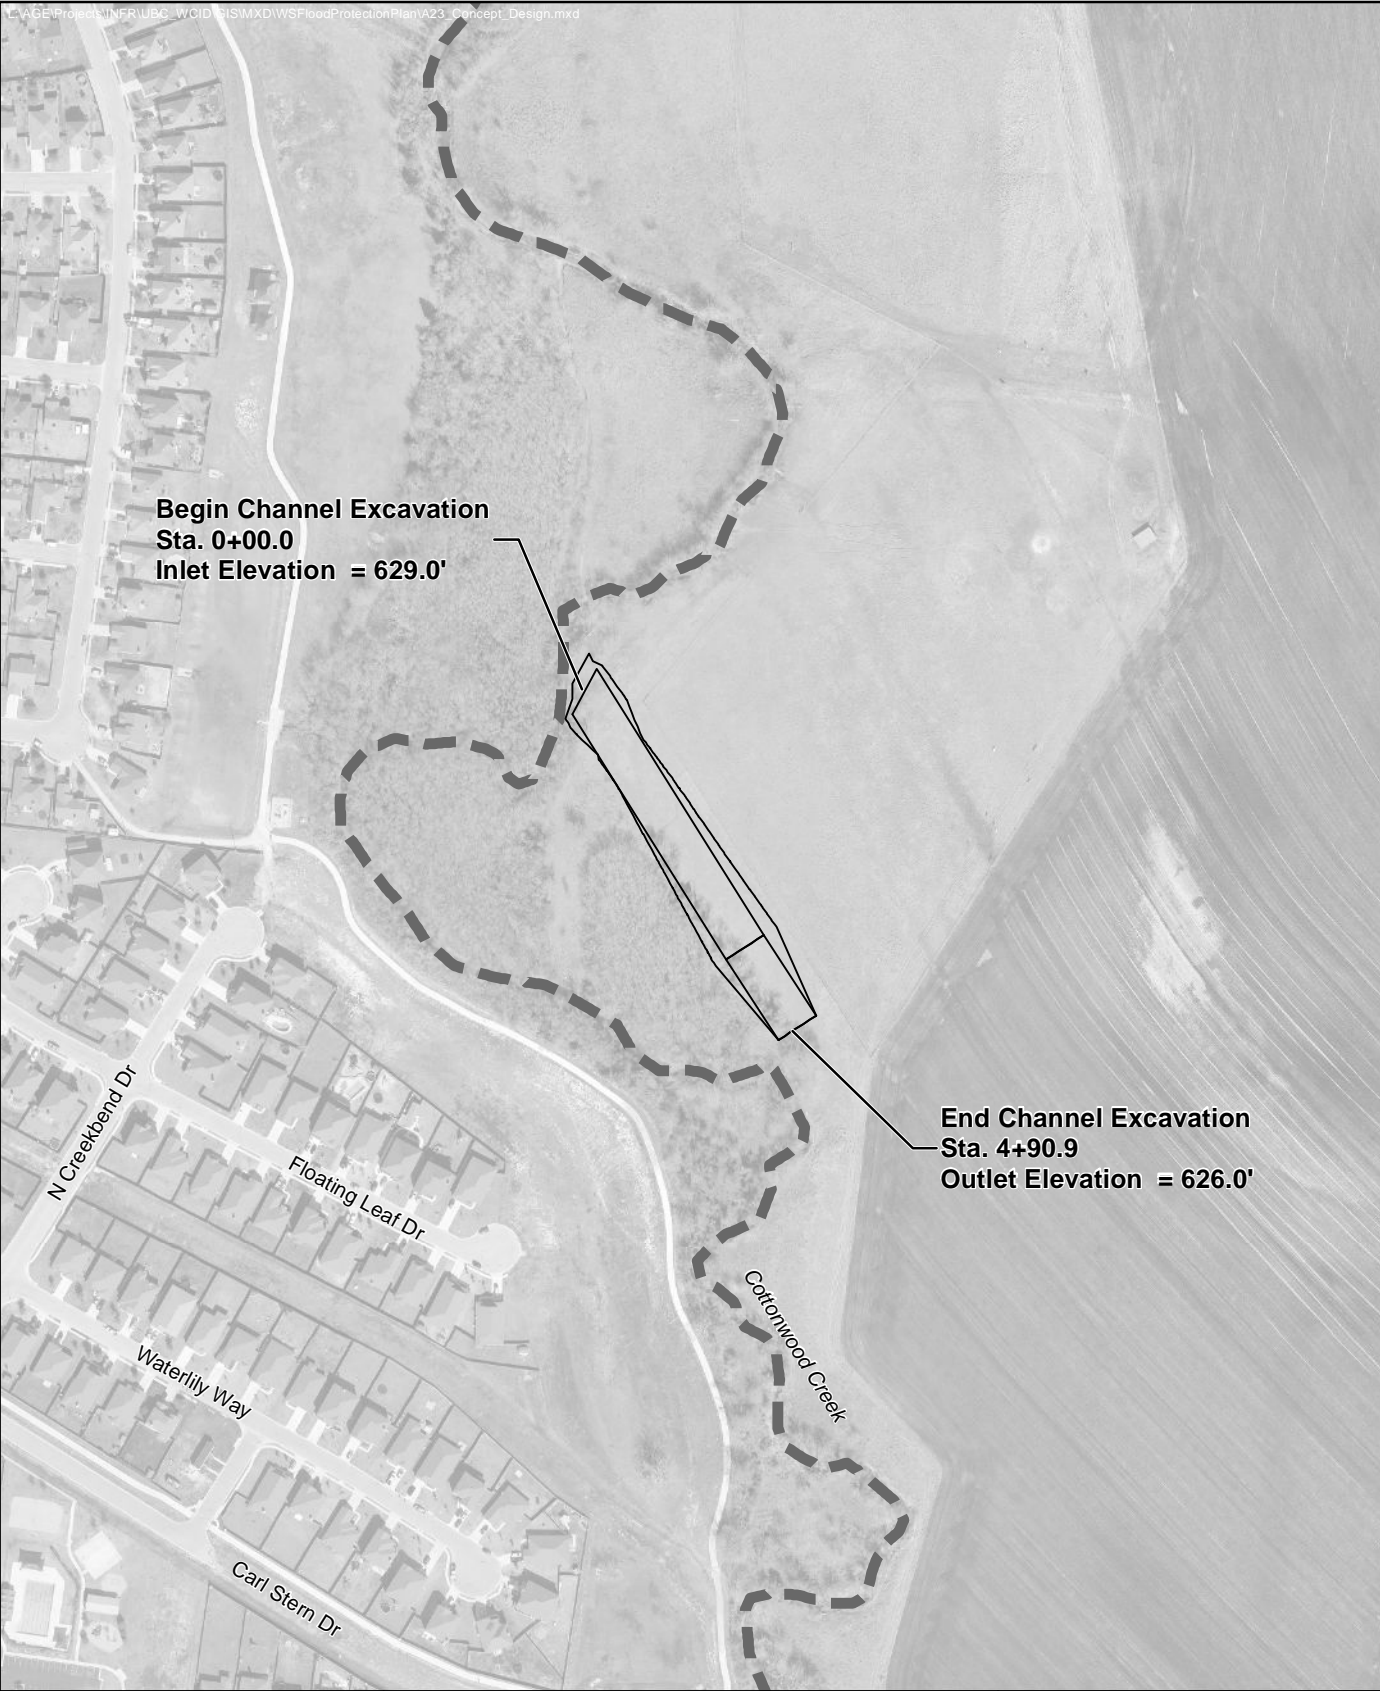 L:\AGE\Projects\INFR\UBC_WCID\GIS\MXD\WSFloodProtectionPlan\A23_Concept_Design.mxd
Begin Channel Excavation
Sta. 0+00.0
Inlet Elevation = 629.0'
End Channel Excavation
Sta. 4+90.9
Outlet Elevation = 626.0'
N Creekbend Dr
Floating Leaf Dr
Waterlily Way
Cottonwood Creek
Carl Stern Dr